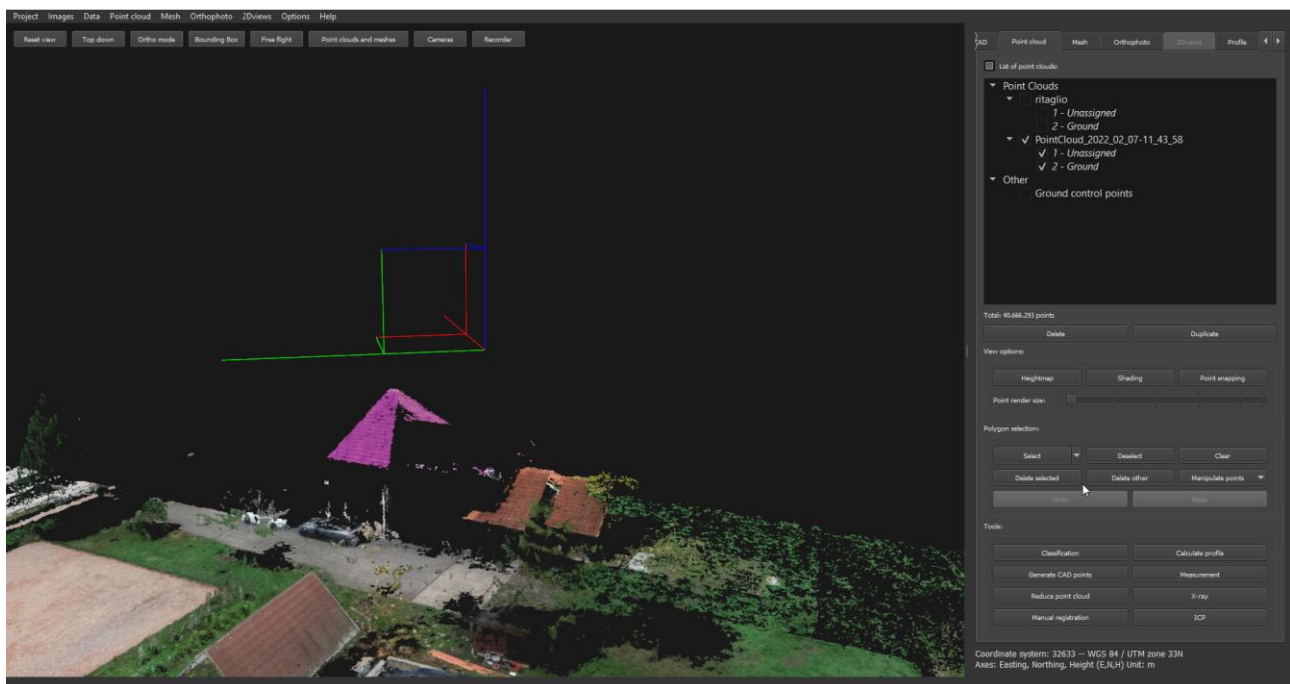 Project Images Data Point cloud Mesh Orthophoto 2Dviews Options Help
Reset view Top down Ortho mode Bounding Box Free flight Point clouds and meshes Cameras Recorder
CAD Point cloud Mesh Orthophoto 2Dviews Profile
List of point clouds:
Point Clouds
ritaglio
1 - Unassigned
2 - Ground
PointCloud_2022_02_07-11_43_58
1 - Unassigned
2 - Ground
Other
Ground control points
Total: 40.666.293 points
Delete Duplicate
View options:
Heightmap Shading Point snapping
Point render size:
Polygon selection:
Select Deselect Clear
Delete selected Delete other Manipulate points
Undo Redo
Tools:
Classification Calculate profile
Generate CAD points Measurement
Reduce point cloud X-ray
Manual registration ICP
Coordinate system: 32633 -- WGS 84 / UTM zone 33N
Axes: Easting, Northing, Height (E,N,H) Unit: m